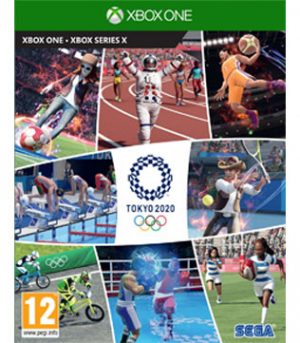 XBOX ONE
XBOX ONE • XBOX SERIES X
TOKYO 2020
12
www.pegi.info
SEGA